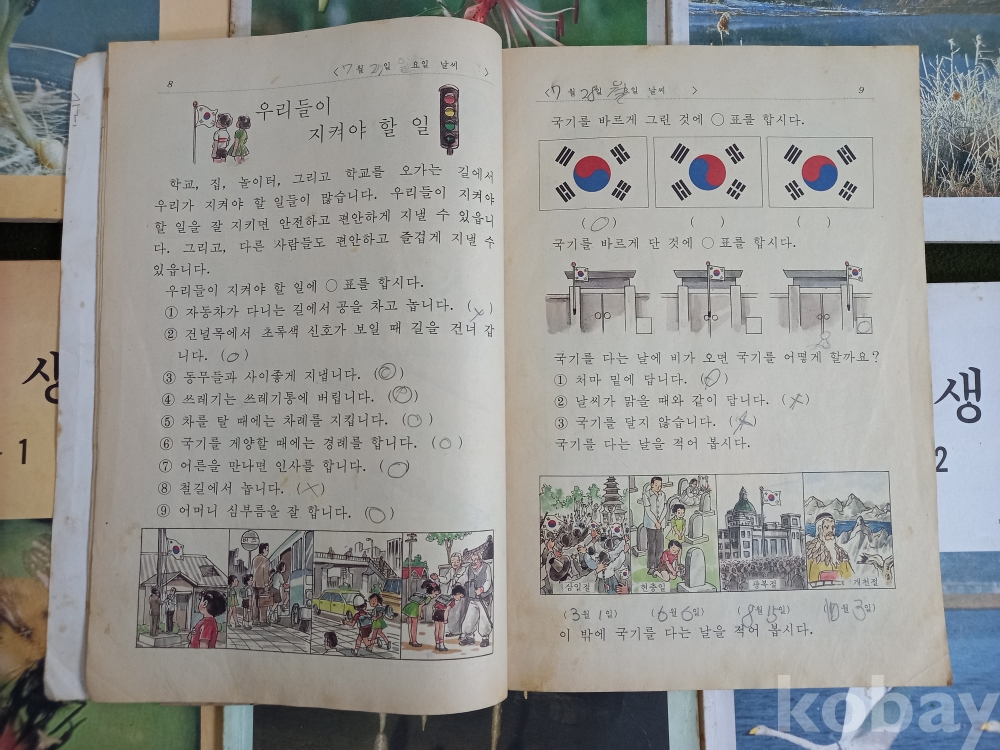 8
<7월 2 일 요일 날씨 >
우리들이
지켜야 할 일
학교, 집, 놀이터, 그리고 학교를 오가는 길에서
우리가 지켜야 할 일들이 많습니다. 우리들이 지켜야
할 일을 잘 지키면 안전하고 편안하게 지낼 수 있읍니
다. 그리고, 다른 사람들도 편안하고 즐겁게 지낼 수
있읍니다.
우리들이 지켜야 할 일에 ○ 표를 합시다.
① 자동차가 다니는 길에서 공을 차고 놉니다. (×)
② 건널목에서 초록색 신호가 보일 때 길을 건너 갑
니다. (○)
③ 동무들과 사이좋게 지냅니다. (○)
④ 쓰레기는 쓰레기통에 버립니다. (○)
⑤ 차를 탈 때에는 차례를 지킵니다. (○)
⑥ 국기를 게양할 때에는 경례를 합니다. (○)
⑦ 어른을 만나면 인사를 합니다. (○)
⑧ 철길에서 놉니다. (×)
⑨ 어머니 심부름을 잘 합니다. (○)
<7월 28일 월요일 날씨 >
9
국기를 바르게 그린 것에 ○ 표를 합시다.
(○) ( ) ( )
국기를 바르게 단 것에 ○ 표를 합시다.
국기를 다는 날에 비가 오면 국기를 어떻게 할까요?
① 처마 밑에 답니다. (○)
② 날씨가 맑을 때와 같이 답니다. (×)
③ 국기를 달지 않습니다. (×)
국기를 다는 날을 적어 봅시다.
삼일절 현충일 광복절 개천절
(3월 1일) (6월 6일) (8월 15일) (10월 3일)
이 밖에 국기를 다는 날을 적어 봅시다.
생
1
생
2
kobay